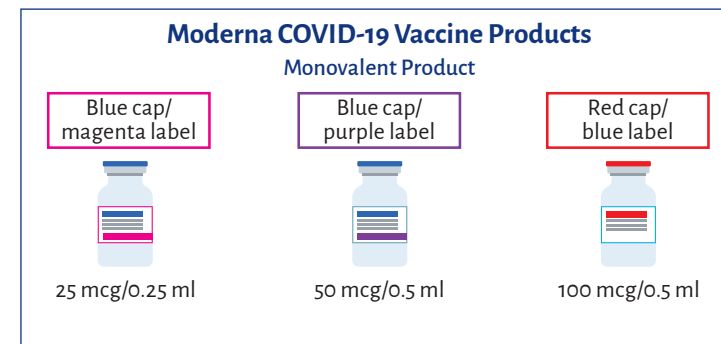 Moderna COVID-19 Vaccine Products
Monovalent Product
Blue cap/
magenta label
Blue cap/
purple label
Red cap/
blue label
25 mcg/0.25 ml
50 mcg/0.5 ml
100 mcg/0.5 ml